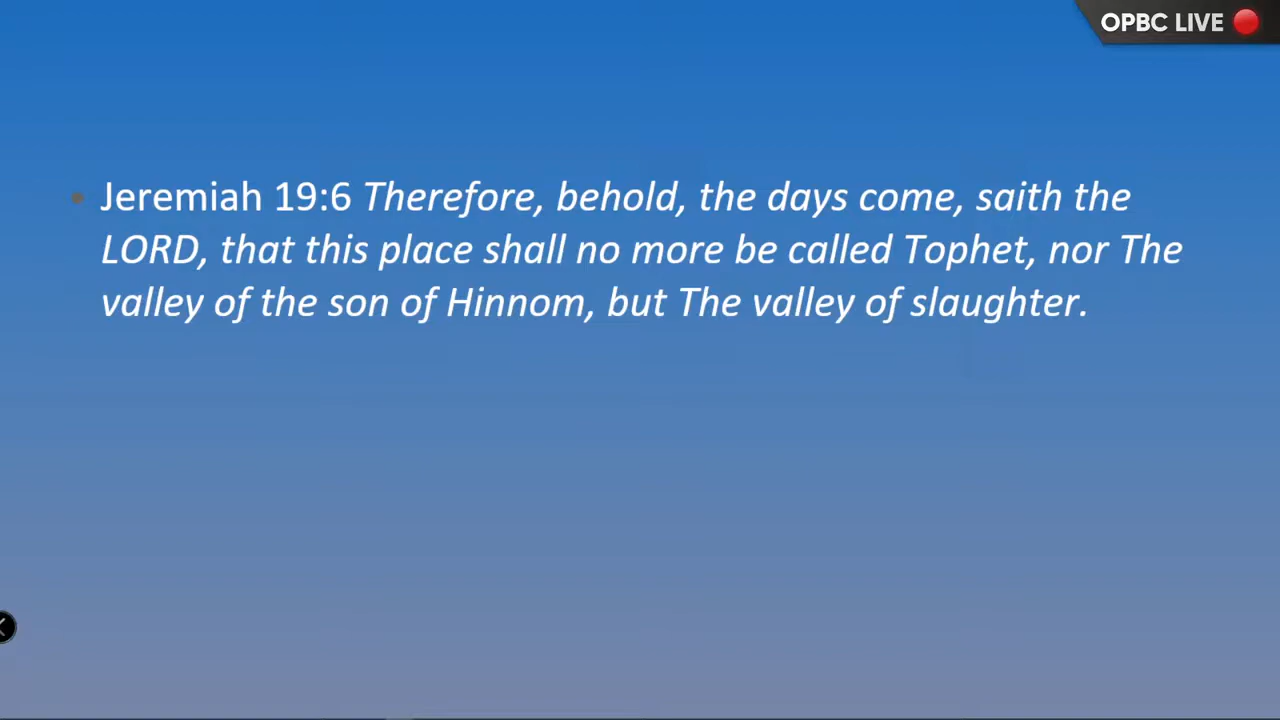 OPBC LIVE
• Jeremiah 19:6 Therefore, behold, the days come, saith the
LORD, that this place shall no more be called Tophet, nor The
valley of the son of Hinnom, but The valley of slaughter.